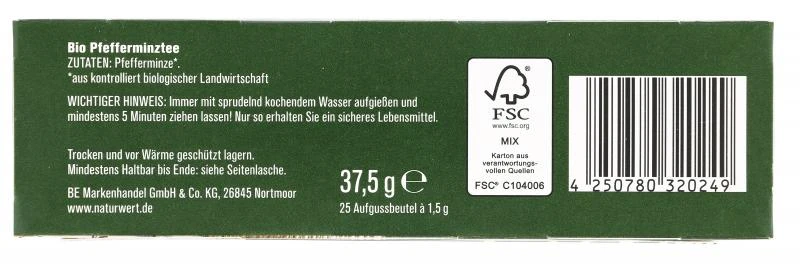 Bio Pfefferminztee
ZUTATEN: Pfefferminze*.
*aus kontrolliert biologischer Landwirtschaft
WICHTIGER HINWEIS: Immer mit sprudelnd kochendem Wasser aufgießen und
mindestens 5 Minuten ziehen lassen! Nur so erhalten Sie ein sicheres Lebensmittel.
Trocken und vor Wärme geschützt lagern.
Mindestens Haltbar bis Ende: siehe Seitenlasche.
BE Markenhandel GmbH & Co. KG, 26845 Nortmoor
www.naturwert.de
37,5 g ℮
25 Aufgussbeutel à 1,5 g
FSC
www.fsc.org
MIX
Karton aus
verantwortungs-
vollen Quellen
FSC® C104006
4 250780 320249